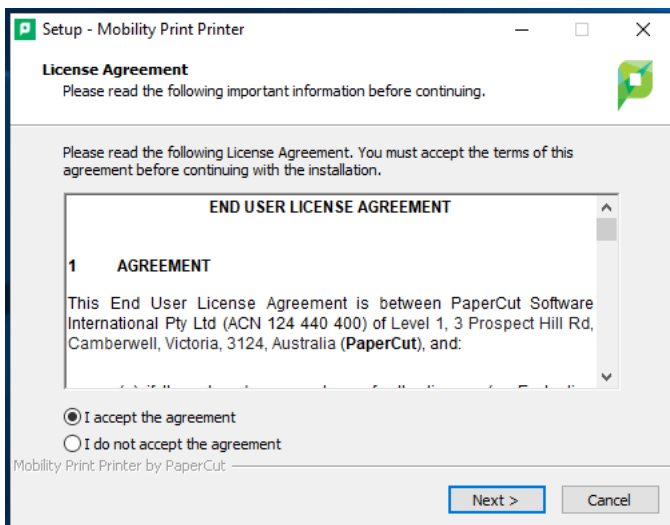 Setup - Mobility Print Printer
License Agreement
Please read the following important information before continuing.
Please read the following License Agreement. You must accept the terms of this
agreement before continuing with the installation.
END USER LICENSE AGREEMENT
1 AGREEMENT
This End User License Agreement is between PaperCut Software
International Pty Ltd (ACN 124 440 400) of Level 1, 3 Prospect Hill Rd,
Camberwell, Victoria, 3124, Australia (PaperCut), and:
I accept the agreement
I do not accept the agreement
Mobility Print Printer by PaperCut
Next >
Cancel